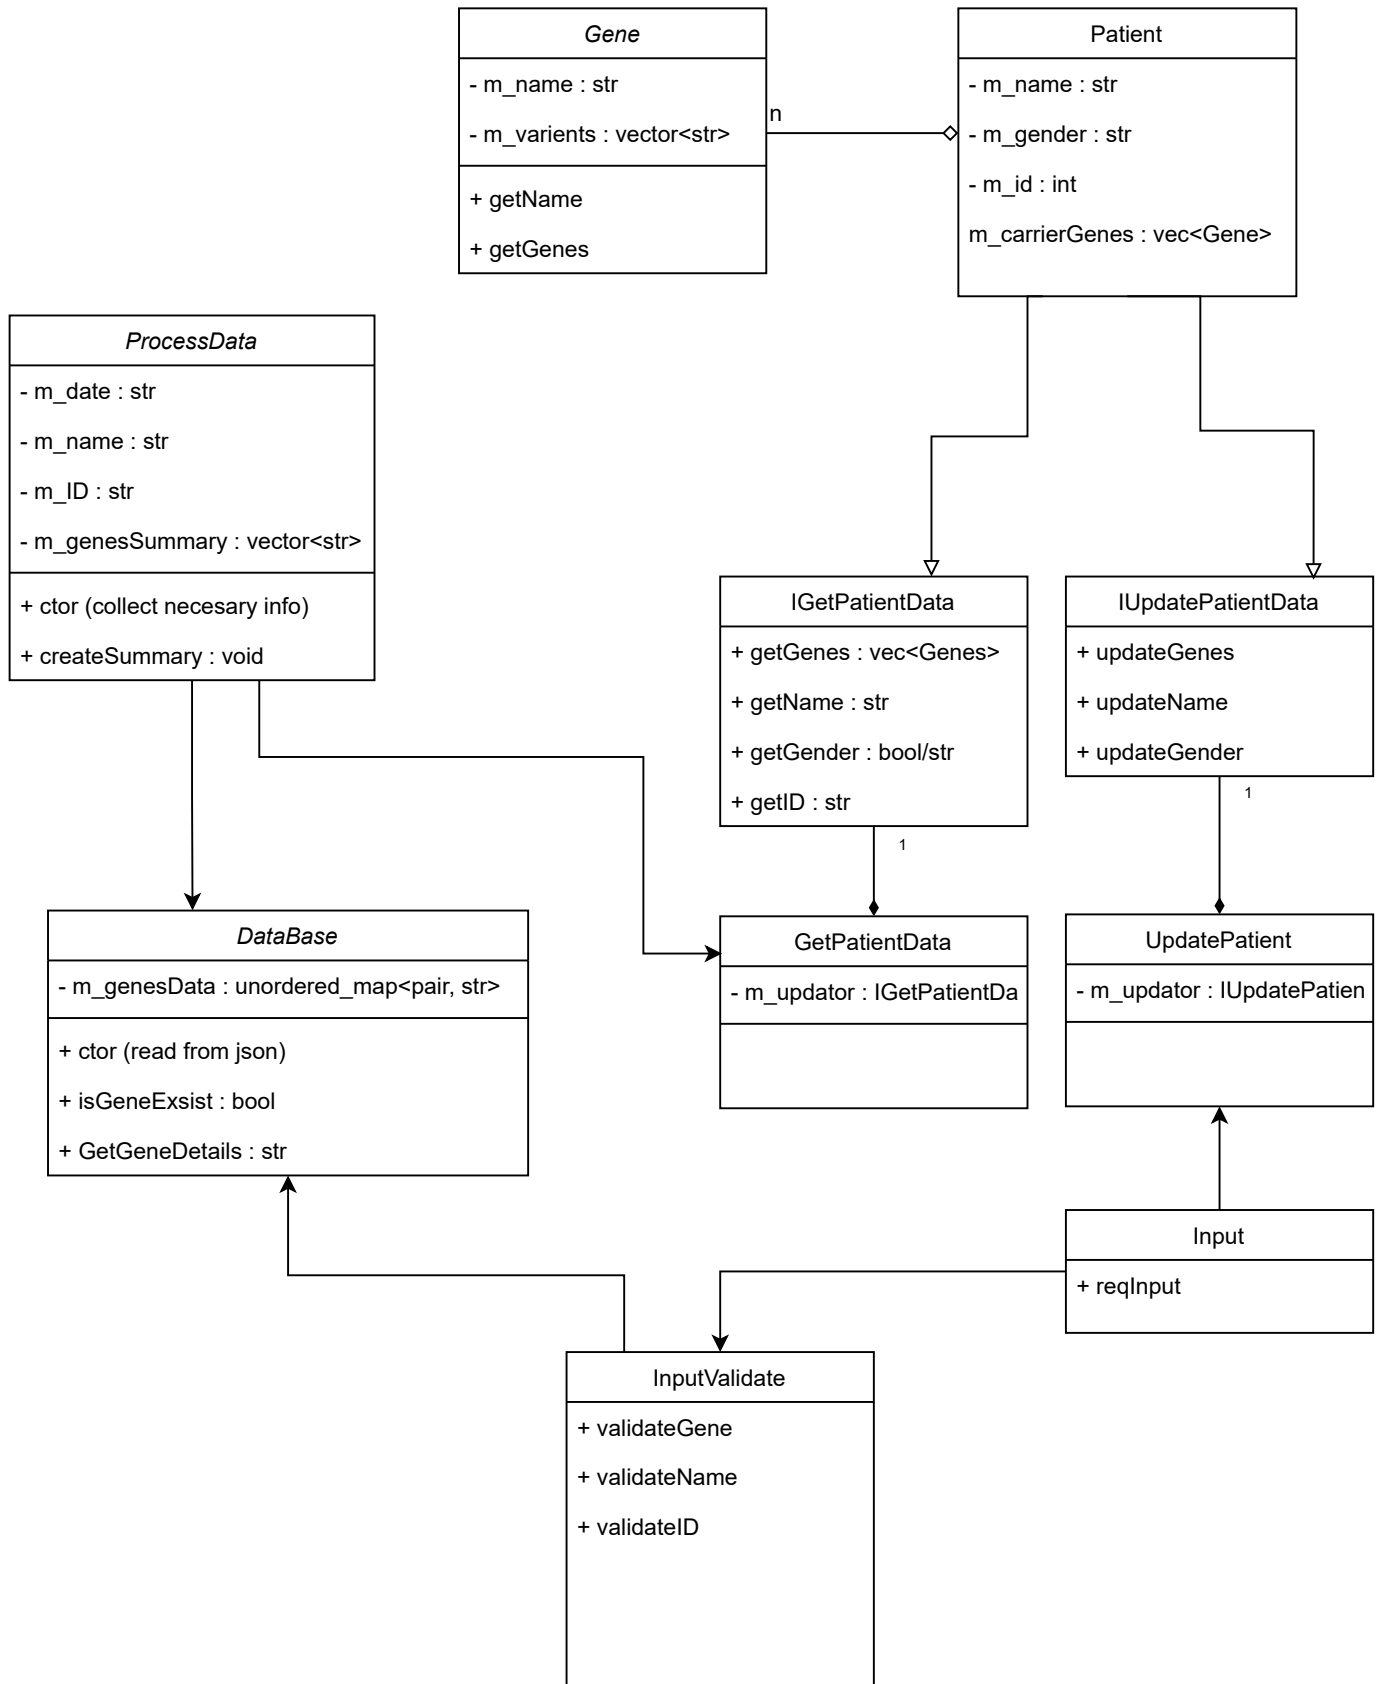 Gene
- m_name : str
- m_varients : vector<str>
+ getName
+ getGenes
n
Patient
- m_name : str
- m_gender : str
- m_id : int
m_carrierGenes : vec<Gene>
ProcessData
- m_date : str
- m_name : str
- m_ID : str
- m_genesSummary : vector<str>
+ ctor (collect necesary info)
+ createSummary : void
IGetPatientData
+ getGenes : vec<Genes>
+ getName : str
+ getGender : bool/str
+ getID : str
1
IUpdatePatientData
+ updateGenes
+ updateName
+ updateGender
1
DataBase
- m_genesData : unordered_map<pair, str>
+ ctor (read from json)
+ isGeneExsist : bool
+ GetGeneDetails : str
GetPatientData
- m_updator : IGetPatientDa
UpdatePatient
- m_updator : IUpdatePatien
Input
+ reqInput
InputValidate
+ validateGene
+ validateName
+ validateID